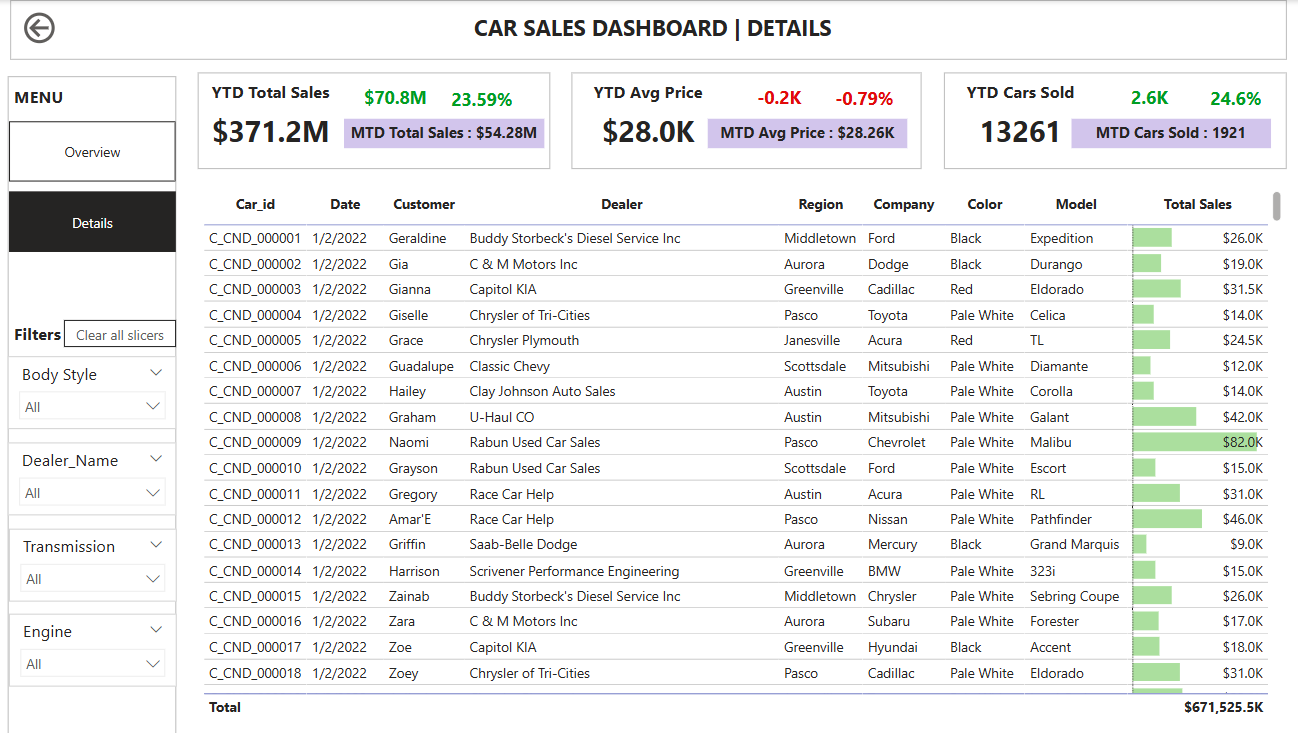 CAR SALES DASHBOARD | DETAILS
MENU
Overview
Details
Filters Clear all slicers
Body Style
All
Dealer_Name
All
Transmission
All
Engine
All
YTD Total Sales $70.8M 23.59%
$371.2M MTD Total Sales : $54.28M
YTD Avg Price -0.2K -0.79%
$28.0K MTD Avg Price : $28.26K
YTD Cars Sold 2.6K 24.6%
13261 MTD Cars Sold : 1921
Car_id Date Customer Dealer Region Company Color Model Total Sales
C_CND_000001 1/2/2022 Geraldine Buddy Storbeck's Diesel Service Inc Middletown Ford Black Expedition $26.0K
C_CND_000002 1/2/2022 Gia C & M Motors Inc Aurora Dodge Black Durango $19.0K
C_CND_000003 1/2/2022 Gianna Capitol KIA Greenville Cadillac Red Eldorado $31.5K
C_CND_000004 1/2/2022 Giselle Chrysler of Tri-Cities Pasco Toyota Pale White Celica $14.0K
C_CND_000005 1/2/2022 Grace Chrysler Plymouth Janesville Acura Red TL $24.5K
C_CND_000006 1/2/2022 Guadalupe Classic Chevy Scottsdale Mitsubishi Pale White Diamante $12.0K
C_CND_000007 1/2/2022 Hailey Clay Johnson Auto Sales Austin Toyota Pale White Corolla $14.0K
C_CND_000008 1/2/2022 Graham U-Haul CO Austin Mitsubishi Pale White Galant $42.0K
C_CND_000009 1/2/2022 Naomi Rabun Used Car Sales Pasco Chevrolet Pale White Malibu $82.0K
C_CND_000010 1/2/2022 Grayson Rabun Used Car Sales Scottsdale Ford Pale White Escort $15.0K
C_CND_000011 1/2/2022 Gregory Race Car Help Austin Acura Pale White RL $31.0K
C_CND_000012 1/2/2022 Amar'E Race Car Help Pasco Nissan Pale White Pathfinder $46.0K
C_CND_000013 1/2/2022 Griffin Saab-Belle Dodge Aurora Mercury Black Grand Marquis $9.0K
C_CND_000014 1/2/2022 Harrison Scrivener Performance Engineering Greenville BMW Pale White 323i $15.0K
C_CND_000015 1/2/2022 Zainab Buddy Storbeck's Diesel Service Inc Middletown Chrysler Pale White Sebring Coupe $26.0K
C_CND_000016 1/2/2022 Zara C & M Motors Inc Aurora Subaru Pale White Forester $17.0K
C_CND_000017 1/2/2022 Zoe Capitol KIA Greenville Hyundai Black Accent $18.0K
C_CND_000018 1/2/2022 Zoey Chrysler of Tri-Cities Pasco Cadillac Pale White Eldorado $31.0K
Total $671,525.5K